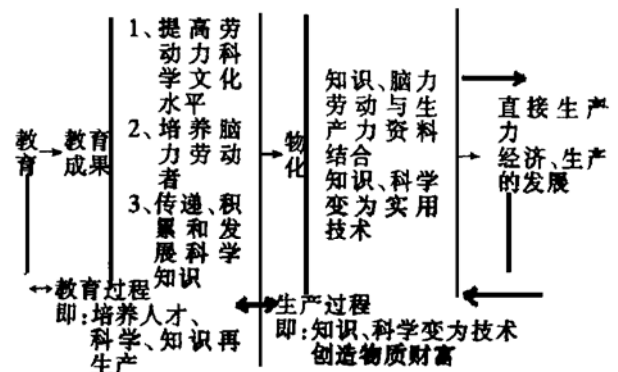 教育
教育成果
1、提高劳
动力科
学文化
水平
2、培养脑
力劳动
者
3、传递、积
累和发
展科学
知识
物化
知识、脑力
劳动与生
产力资料
结合
知识、科学
变为实用
技术
直接生产
力
经济、生产
的发展
教育过程
即:培养人才、
科学、知识再
生产
生产过程
即:知识、科学变为技术
创造物质财富